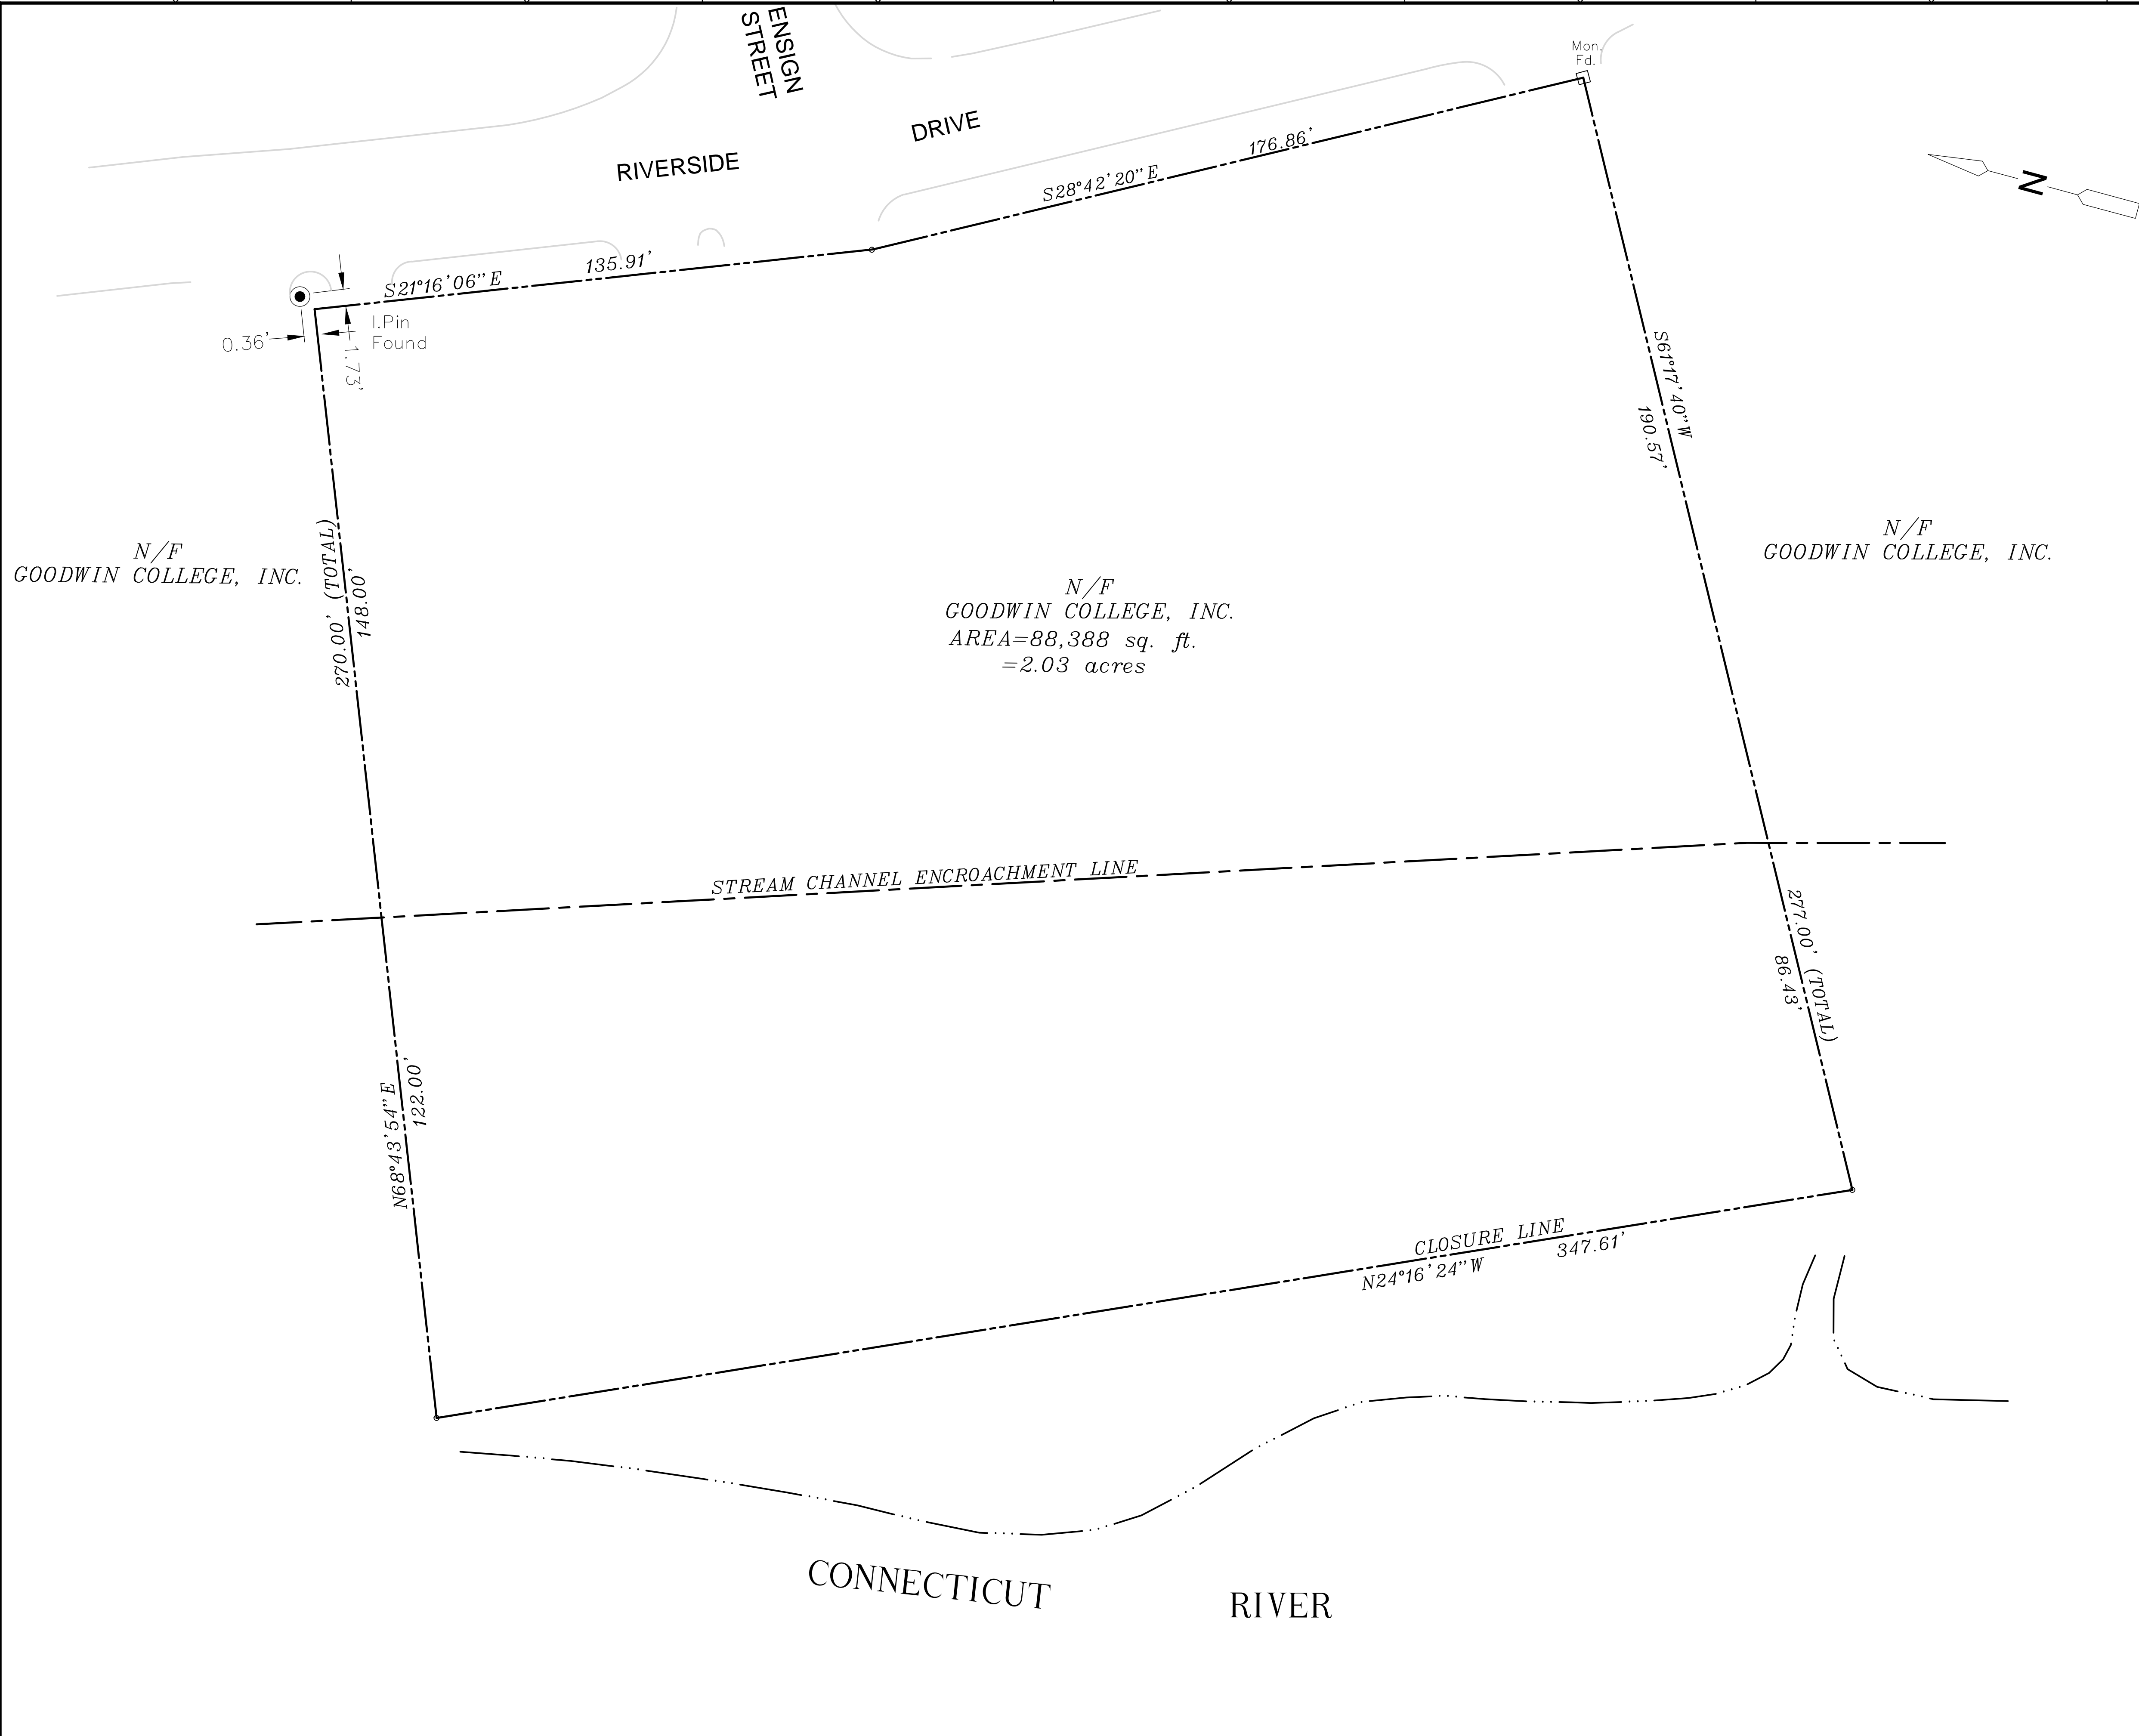 ENSIGN
STREET
Mon.
Fd.
DRIVE
RIVERSIDE
176.86'
S28°42'20"E
135.91'
S21°16'06"E
N
I.Pin
Found
0.36'
1.73'
S61°17'40"W
190.57'
N/F
GOODWIN COLLEGE, INC.
270.00' (TOTAL)
148.00'
N/F
GOODWIN COLLEGE, INC.
AREA=88,388 sq. ft.
=2.03 acres
N/F
GOODWIN COLLEGE, INC.
STREAM CHANNEL ENCROACHMENT LINE
277.00' (TOTAL)
86.43'
N68°43'54"E
122.00'
CLOSURE LINE
347.61'
N24°16'24"W
CONNECTICUT
RIVER